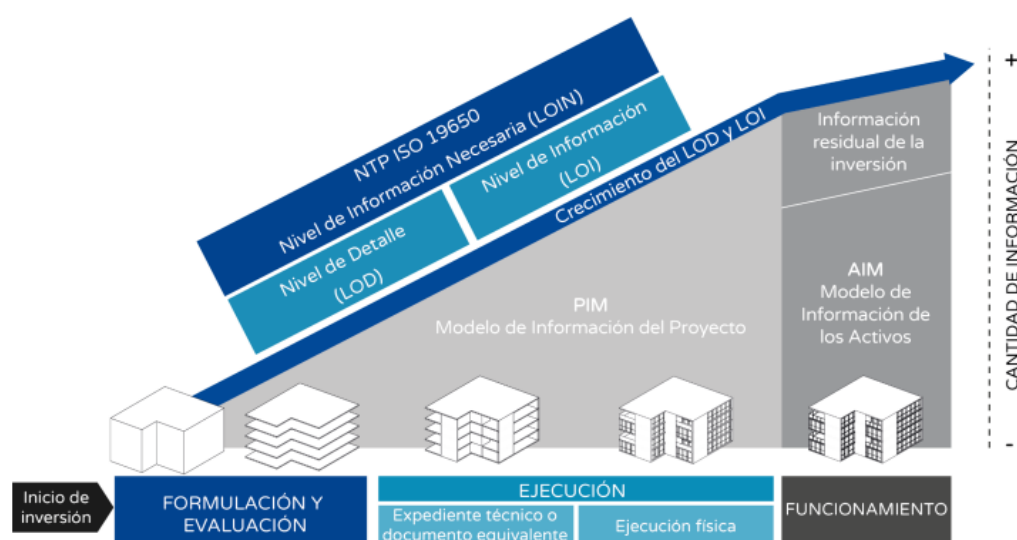 NTP ISO 19650
Nivel de Información Necesaria (LOIN)
Nivel de Detalle
(LOD)
Nivel de Información
(LOI)
Crecimiento del LOD y LOI
Información
residual de la
inversión
PIM
Modelo de Información del Proyecto
AIM
Modelo de
Información de
los Activos
+
CANTIDAD DE INFORMACIÓN
-
Inicio de
inversión
FORMULACIÓN Y
EVALUACIÓN
EJECUCIÓN
Expediente técnico o
documento equivalente
Ejecución física
FUNCIONAMIENTO